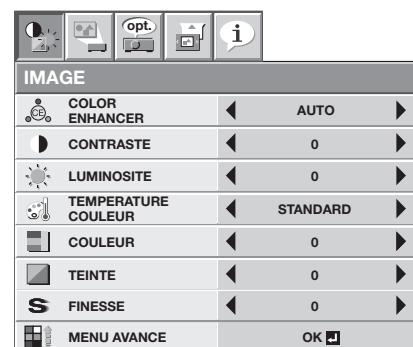 opt.
i
IMAGE
CB
COLOR
ENHANCER
AUTO
CONTRASTE
0
LUMINOSITE
0
TEMPERATURE
COULEUR
STANDARD
COULEUR
0
TEINTE
0
S FINESSE
0
MENU AVANCE
OK